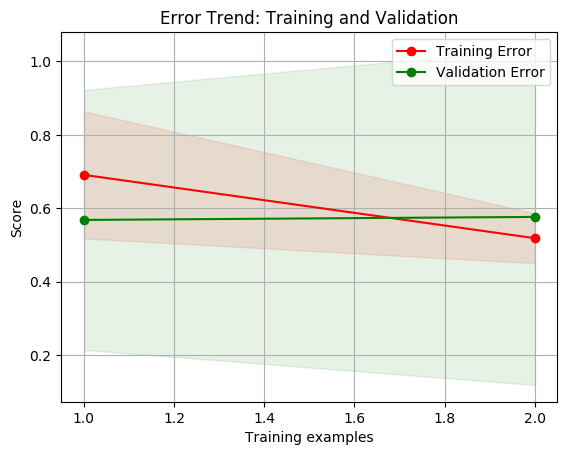 Error Trend: Training and Validation
Training Error
Validation Error
Score
1.0
0.8
0.6
0.4
0.2
1.0 1.2 1.4 1.6 1.8 2.0
Training examples